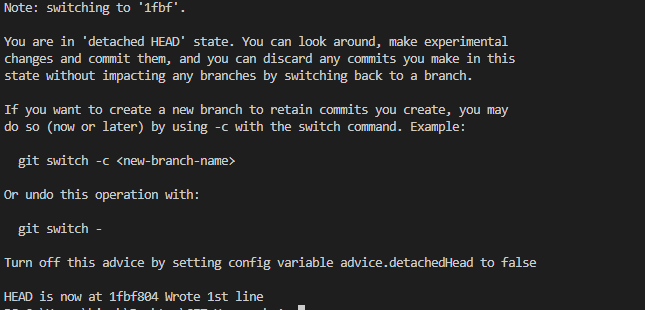 Note: switching to '1fbf'.
You are in 'detached HEAD' state. You can look around, make experimental
changes and commit them, and you can discard any commits you make in this
state without impacting any branches by switching back to a branch.
If you want to create a new branch to retain commits you create, you may
do so (now or later) by using -c with the switch command. Example:
git switch -c <new-branch-name>
Or undo this operation with:
git switch -
Turn off this advice by setting config variable advice.detachedHead to false
HEAD is now at 1fbf804 Wrote 1st line